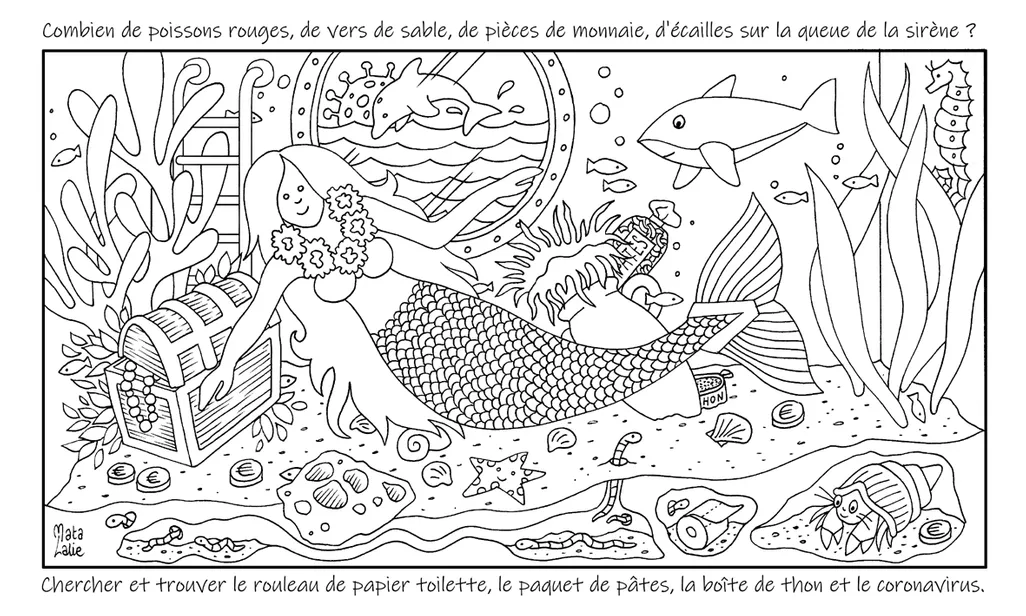 Combien de poissons rouges, de vers de sable, de pièces de monnaie, d'écailles sur la queue de la sirène ?
PATES
THON
€
€
€
€
€
Mata
Lalie
Chercher et trouver le rouleau de papier toilette, le paquet de pâtes, la boîte de thon et le coronavirus.